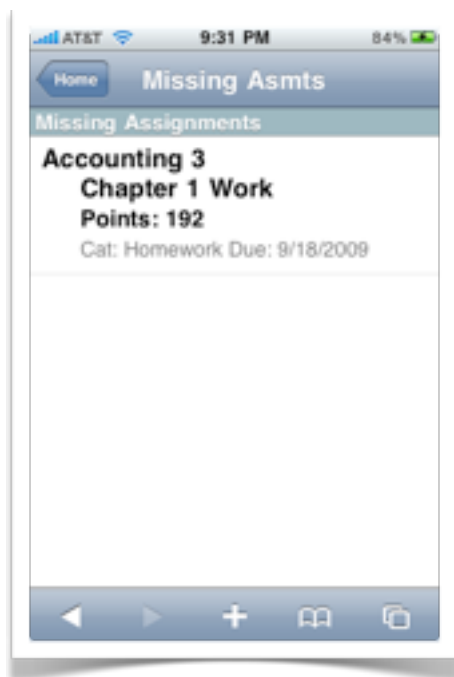 AT&T 9:31 PM 84%
Home Missing Asmts
Missing Assignments
Accounting 3
Chapter 1 Work
Points: 192
Cat: Homework Due: 9/18/2009